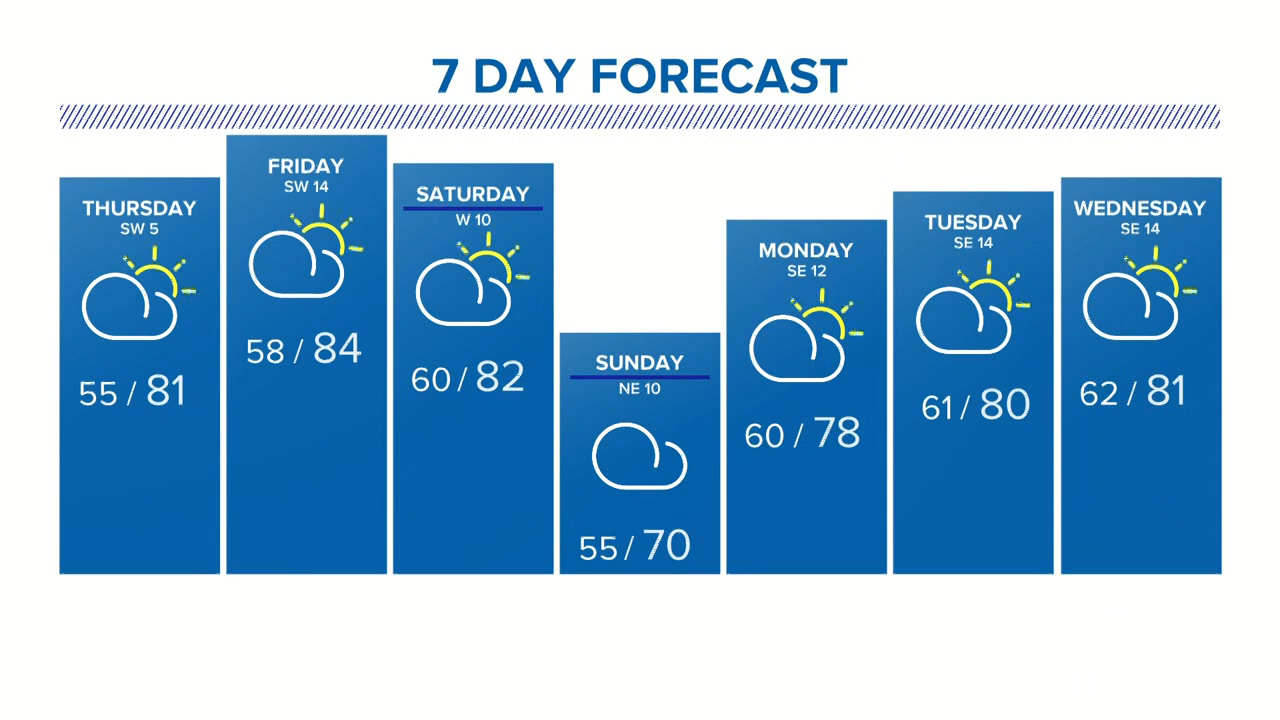 7 DAY FORECAST
THURSDAY
SW 5
55 / 81
FRIDAY
SW 14
58 / 84
SATURDAY
W 10
60 / 82
SUNDAY
NE 10
55 / 70
MONDAY
SE 12
60 / 78
TUESDAY
SE 14
61 / 80
WEDNESDAY
SE 14
62 / 81